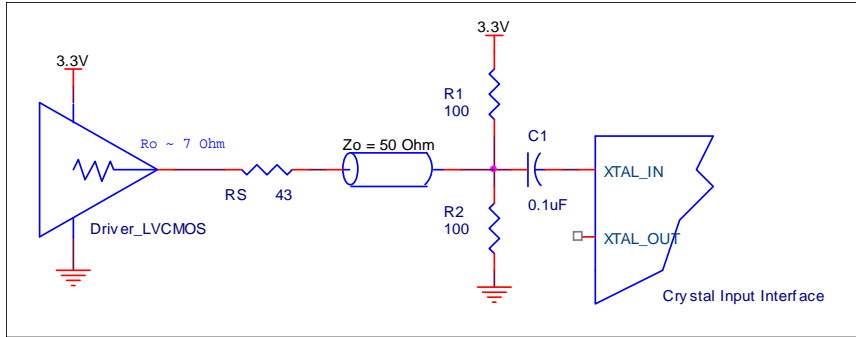 3.3V
3.3V
R1
100
C1
Ro ~ 7 Ohm
Zo = 50 Ohm
XTAL_IN
RS 43
R2
100
0.1uF
Driver_LVCMOS
XTAL_OUT
Crystal Input Interface